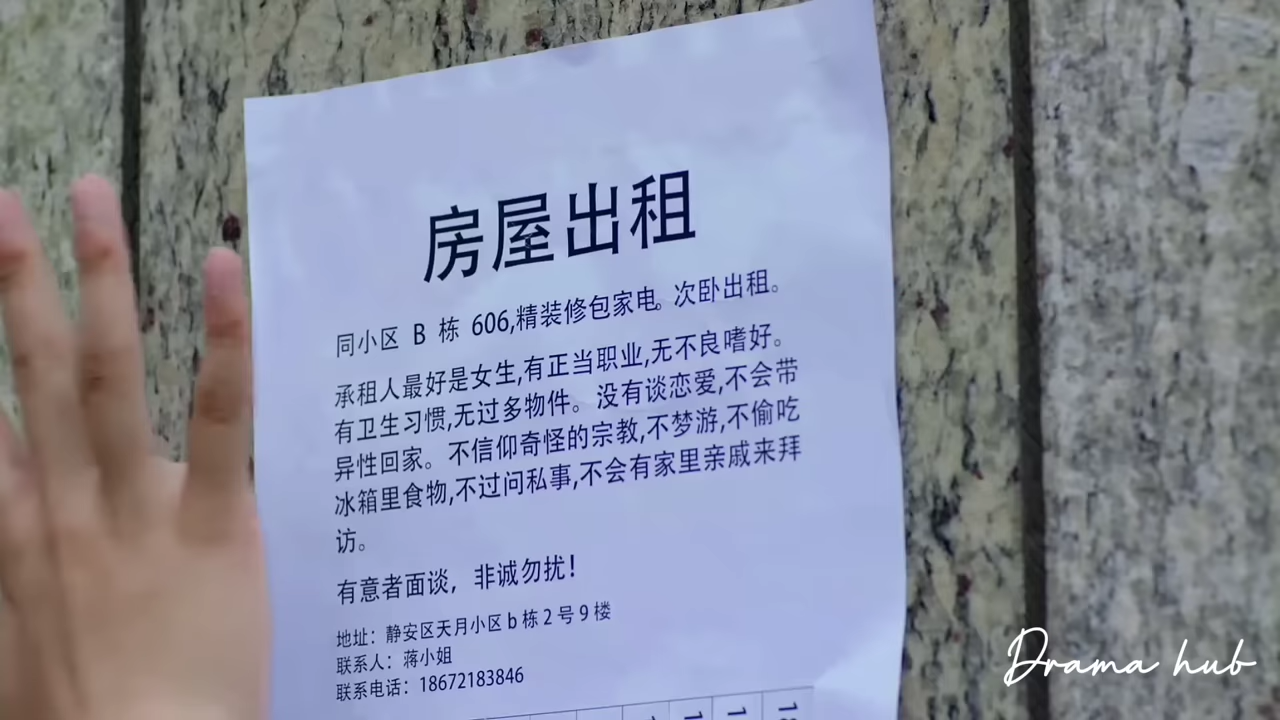 房屋出租
同小区 B 栋 606,精装修包家电。次卧出租。
承租人最好是女生,有正当职业,无不良嗜好。
有卫生习惯,无过多物件。没有谈恋爱,不会带
异性回家。不信仰奇怪的宗教,不梦游,不偷吃
冰箱里食物,不过问私事,不会有家里亲戚来拜
访。
有意者面谈，非诚勿扰！
地址：静安区天月小区 b 栋 2 号 9 楼
联系人：蒋小姐
联系电话：18672183846
Drama hub